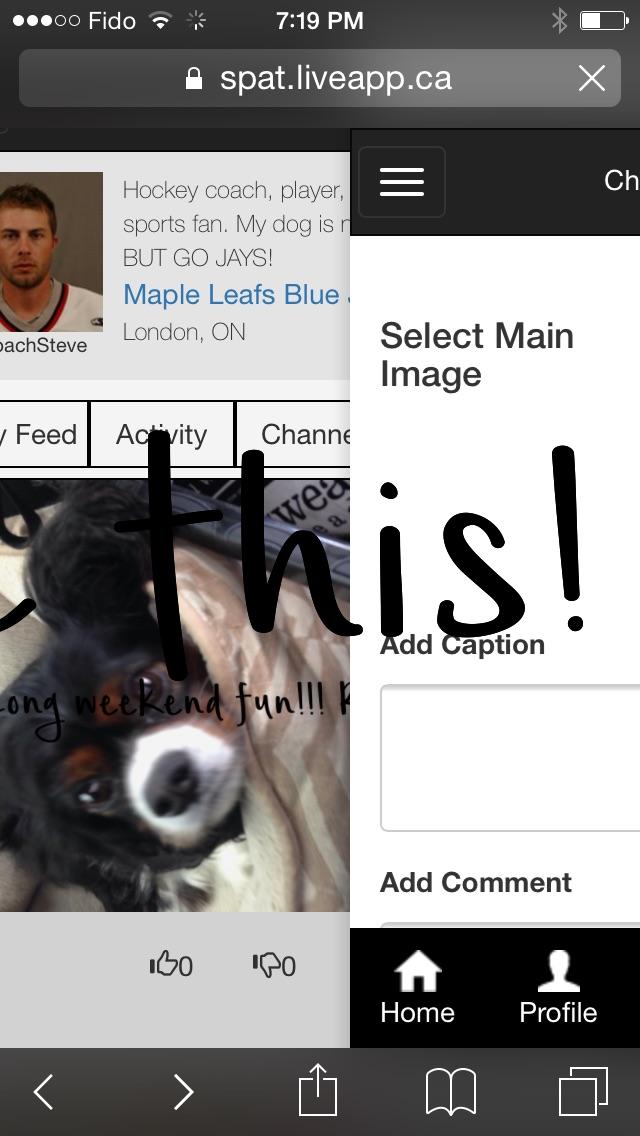 Fido 7:19 PM
spat.liveapp.ca
Hockey coach, player,
sports fan. My dog is
BUT GO JAYS!
Maple Leafs Blue
London, ON
oachSteve
Ch
y Feed Activity Channe
Select Main
Image
this!
wea
ong weekend fun!!!
0 0
Add Caption
Add Comment
Home Profile